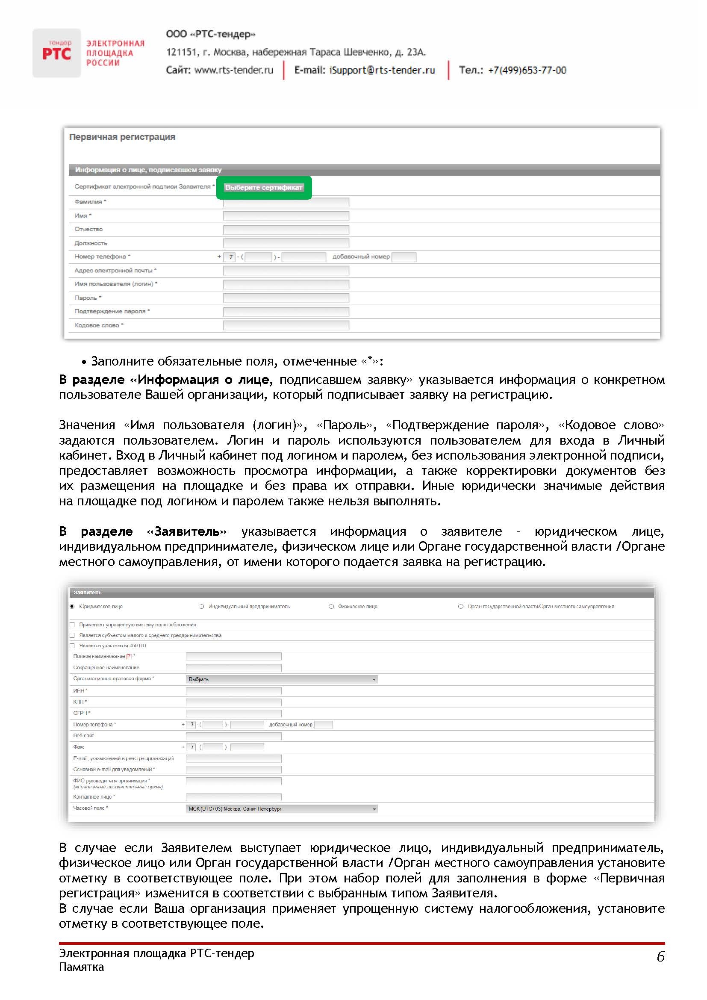 тендер
РТС
ЭЛЕКТРОННАЯ
ПЛОЩАДКА
РОССИИ
ООО «РТС-тендер»
121151, г. Москва, набережная Тараса Шевченко, д. 23А.
Сайт: www.rts-tender.ru E-mail: iSupport@rts-tender.ru Тел.: +7(499)653-77-00
Первичная регистрация
Информация о лице, подписавшем заявку
Сертификат электронной подписи Заявителя * Выберите сертификат
Фамилия *
Имя *
Отчество
Должность
Номер телефона * + 7 - ( ) - добавочный номер
Адрес электронной почты *
Имя пользователя (логин) *
Пароль *
Подтверждение пароля *
Кодовое слово *
• Заполните обязательные поля, отмеченные «*»:
В разделе «Информация о лице, подписавшем заявку» указывается информация о конкретном
пользователе Вашей организации, который подписывает заявку на регистрацию.
Значения «Имя пользователя (логин)», «Пароль», «Подтверждение пароля», «Кодовое слово»
задаются пользователем. Логин и пароль используются пользователем для входа в Личный
кабинет. Вход в Личный кабинет под логином и паролем, без использования электронной подписи,
предоставляет возможность просмотра информации, а также корректировки документов без
их размещения на площадке и без права их отправки. Иные юридически значимые действия
на площадке под логином и паролем также нельзя выполнять.
В разделе «Заявитель» указывается информация о заявителе - юридическом лице,
индивидуальном предпринимателе, физическом лице или Органе государственной власти /Органе
местного самоуправления, от имени которого подается заявка на регистрацию.
Заявитель
Юридическое лицо Индивидуальный предприниматель Физическое лицо Орган государственной власти/Орган местного самоуправления
Применяет упрощенную систему налогообложения
Является субъектом малого и среднего предпринимательства
Является участником 450 ПП
Полное наименование [?] *
Сокращенное наименование
Организационно-правовая форма * Выбрать
ИНН *
КПП *
ОГРН *
Номер телефона * + 7 - ( ) - добавочный номер
Веб-сайт
Факс + 7 ( )
E-mail, указываемый в реестре организаций
Основной e-mail для уведомлений *
ФИО руководителя организации *
(единоличный исполнительный орган)
Контактное лицо *
Часовой пояс * МСК (UTC+03) Москва, Санкт-Петербург
В случае если Заявителем выступает юридическое лицо, индивидуальный предприниматель,
физическое лицо или Орган государственной власти /Орган местного самоуправления установите
отметку в соответствующее поле. При этом набор полей для заполнения в форме «Первичная
регистрация» изменится в соответствии с выбранным типом Заявителя.
В случае если Ваша организация применяет упрощенную систему налогообложения, установите
отметку в соответствующее поле.
Электронная площадка РТС-тендер
6
Памятка